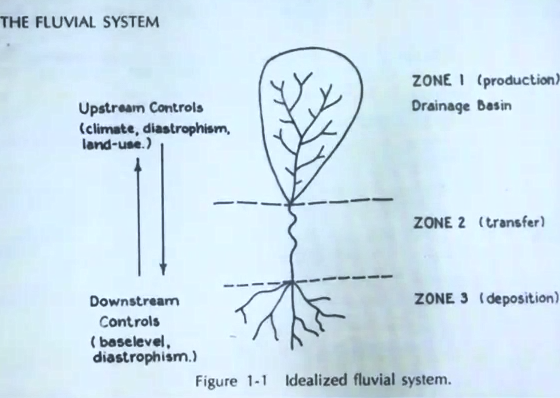 THE FLUVIAL SYSTEM
ZONE 1 (production)
Drainage Basin
Upstream Controls
(climate, diastrophism,
land-use.)
ZONE 2 (transfer)
Downstream
Controls
(baselevel,
diastrophism.)
ZONE 3 (deposition)
Figure 1-1 Idealized fluvial system.